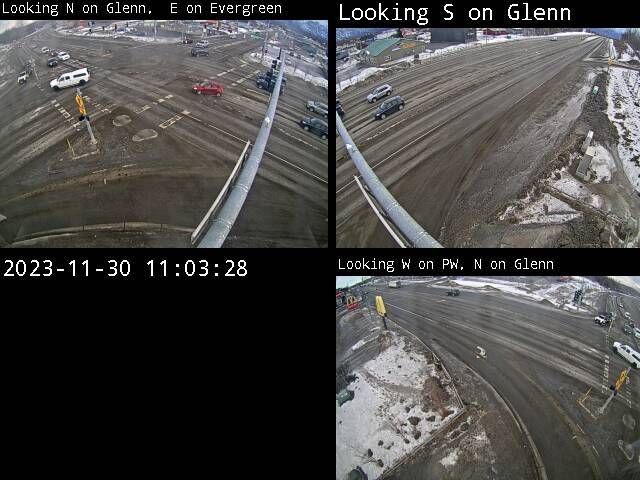 Looking N on Glenn,  E on Evergreen
Looking S on Glenn
2023-11-30 11:03:28
Looking W on PW, N on Glenn